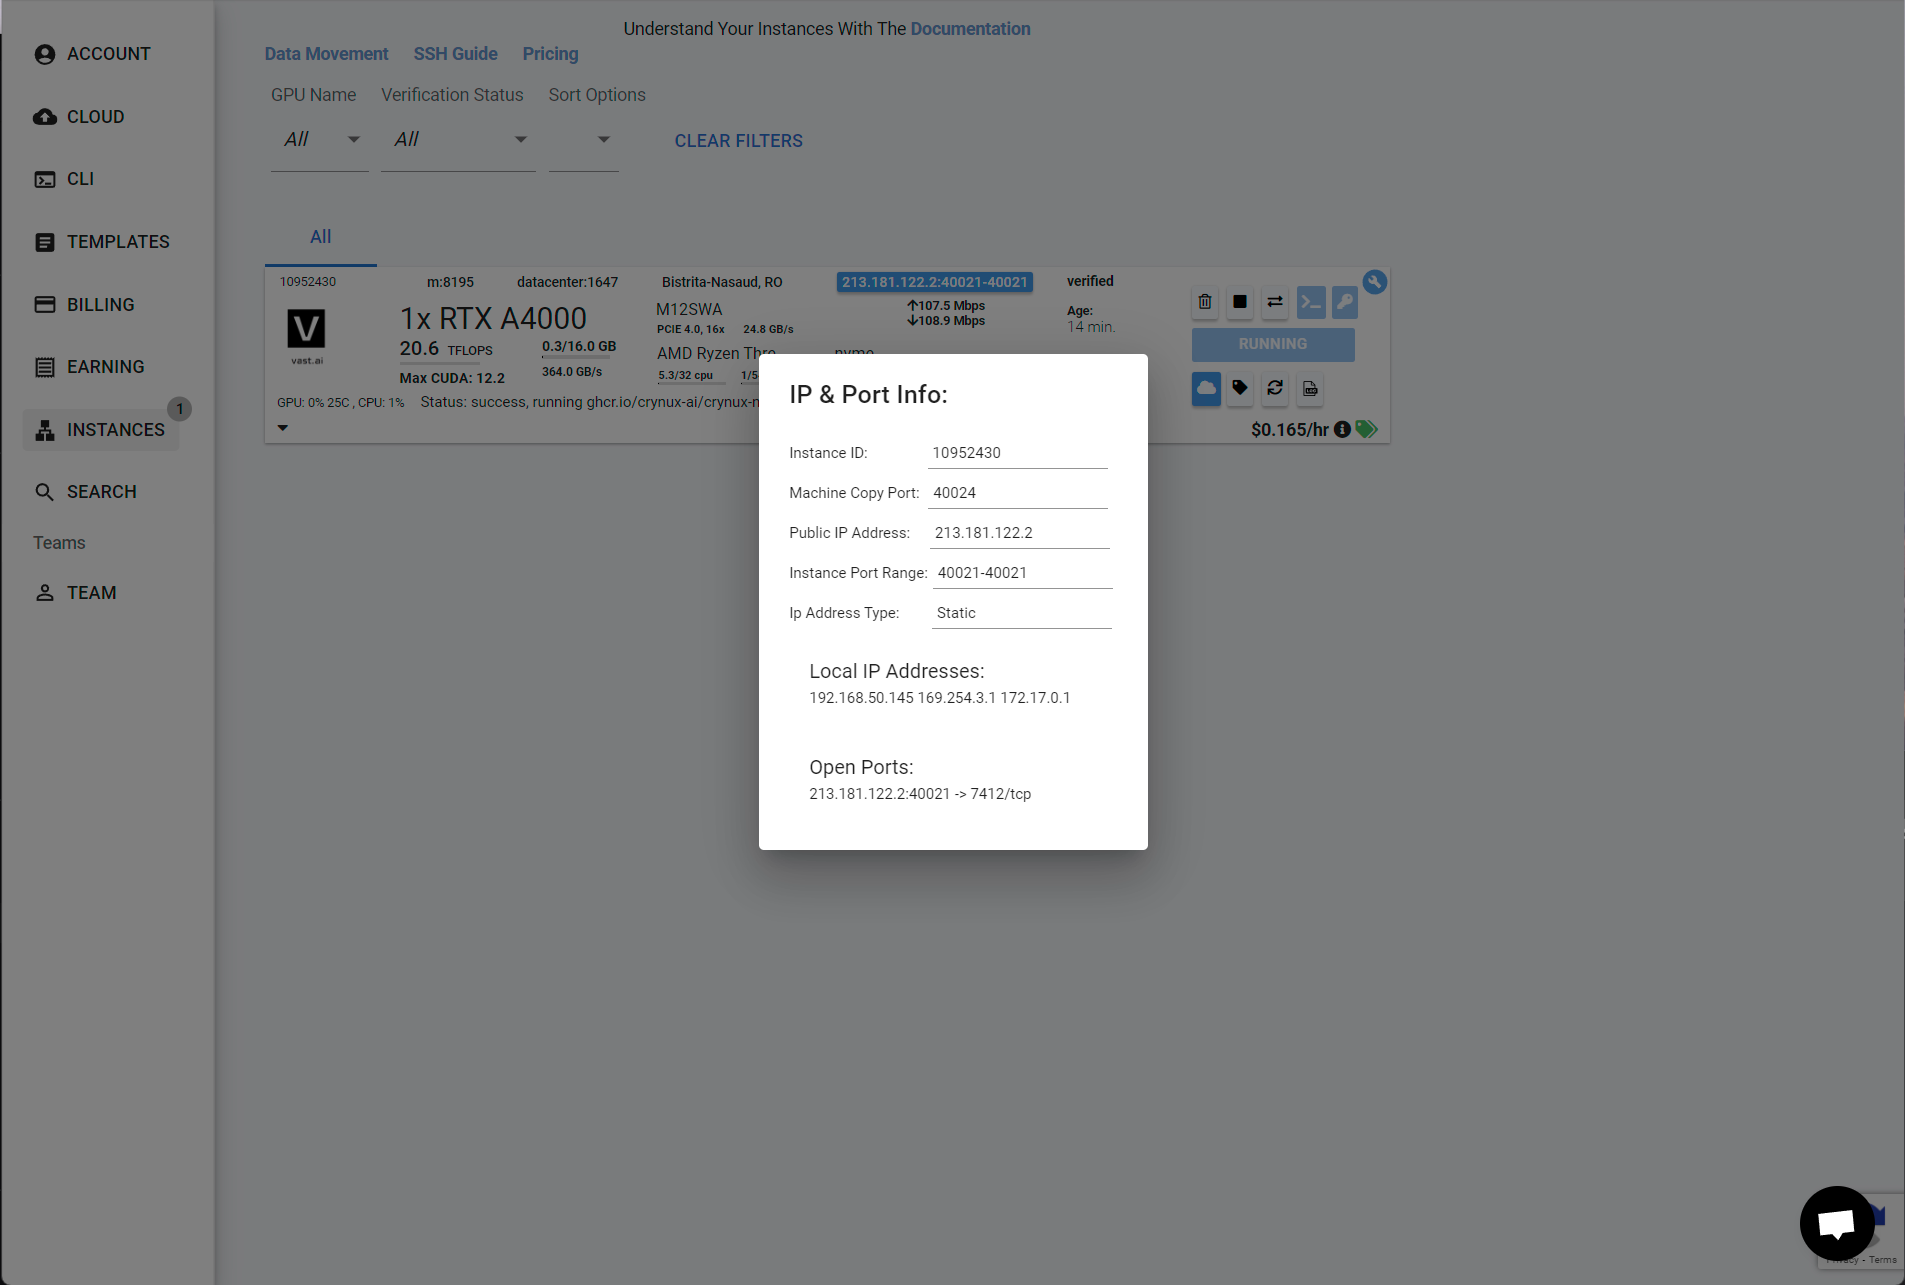 Understand Your Instances With The Documentation
Data Movement SSH Guide Pricing
GPU Name Verification Status Sort Options
All All CLEAR FILTERS
ACCOUNT
CLOUD
CLI
TEMPLATES
BILLING
EARNING
INSTANCES 1
SEARCH
Teams
TEAM
All
10952430 m:8195 datacenter:1647 Bistrita-Nasaud, RO 213.181.122.2:40021-40021 verified
V
vast.ai
1x RTX A4000
20.6 TFLOPS 0.3/16.0 GB
Max CUDA: 12.2 364.0 GB/s
M12SWA
PCIE 4.0, 16x 24.8 GB/s
↑107.5 Mbps
↓108.9 Mbps
Age:
14 min.
AMD Ryzen Thre
5.3/32 cpu
RUNNING
GPU: 0% 25C , CPU: 1% Status: success, running ghcr.io/crynux-ai/crynux-n
LOG
$0.165/hr
IP & Port Info:
Instance ID: 10952430
Machine Copy Port: 40024
Public IP Address: 213.181.122.2
Instance Port Range: 40021-40021
Ip Address Type: Static
Local IP Addresses:
192.168.50.145 169.254.3.1 172.17.0.1
Open Ports:
213.181.122.2:40021 -> 7412/tcp
- Terms